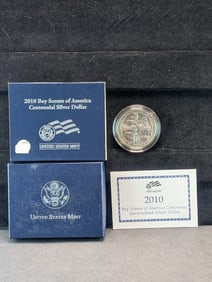 2010 Boy Scouts of America
Centennial Silver Dollar
UNITED STATES MINT
UNITED STATES MINT
2010
Boy Scouts of America Centennial
Uncirculated Silver Dollar